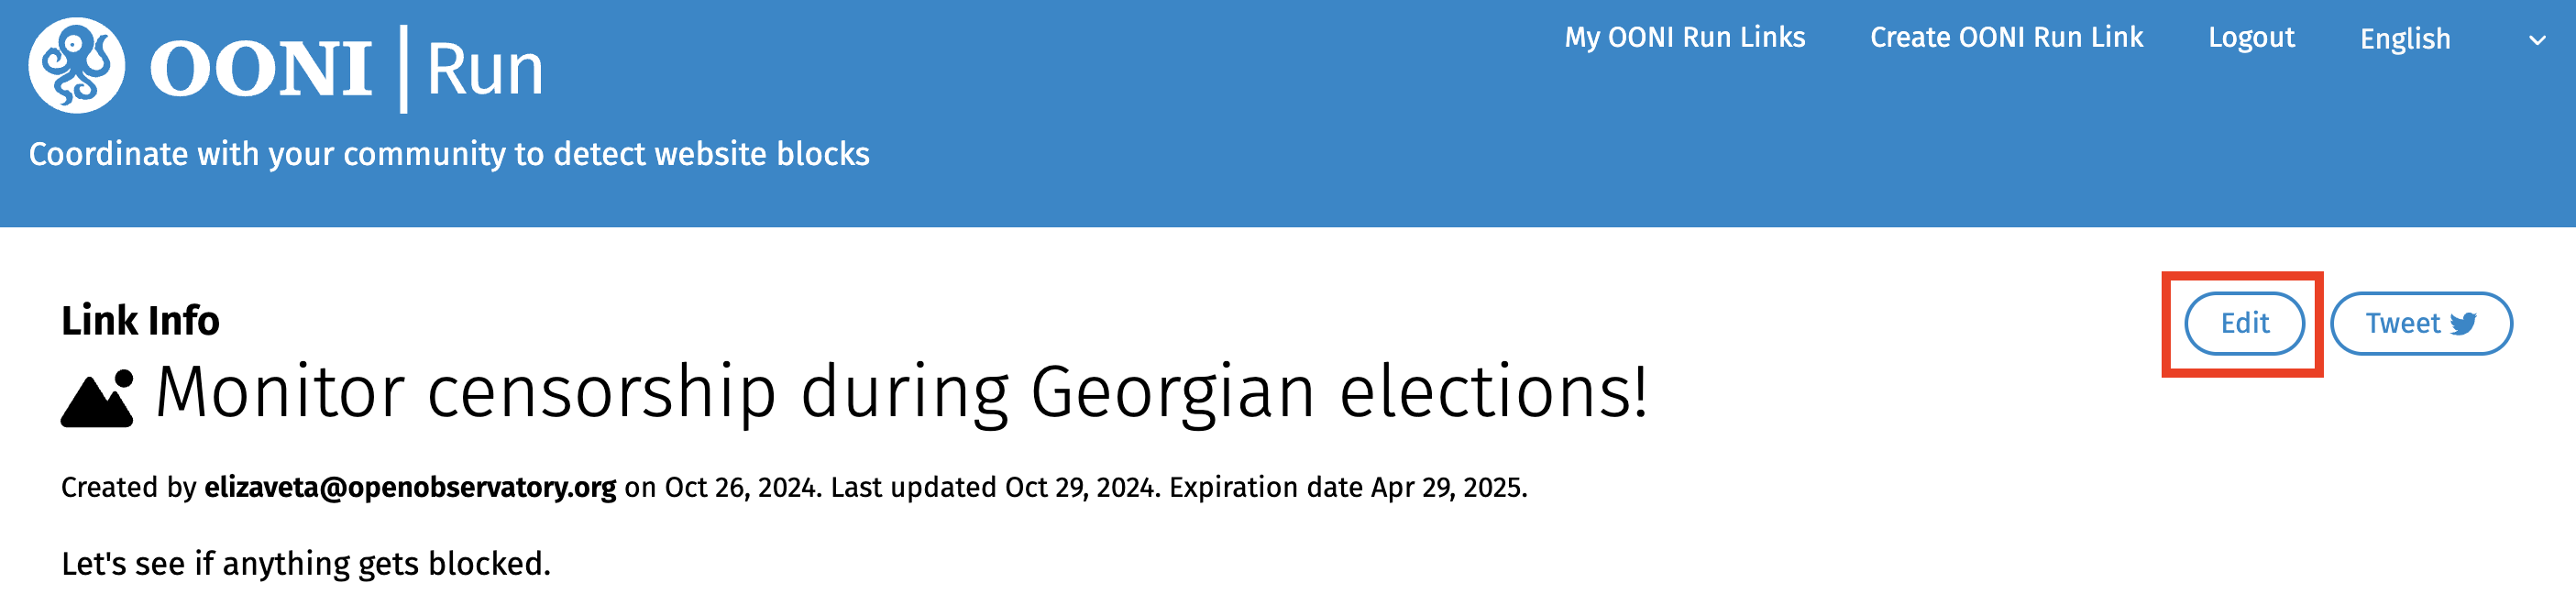 OONI | Run
My OONI Run Links
Create OONI Run Link
Logout
English
Coordinate with your community to detect website blocks
Link Info
Edit
Tweet
Monitor censorship during Georgian elections!
Created by elizaveta@openobservatory.org on Oct 26, 2024. Last updated Oct 29, 2024. Expiration date Apr 29, 2025.
Let's see if anything gets blocked.